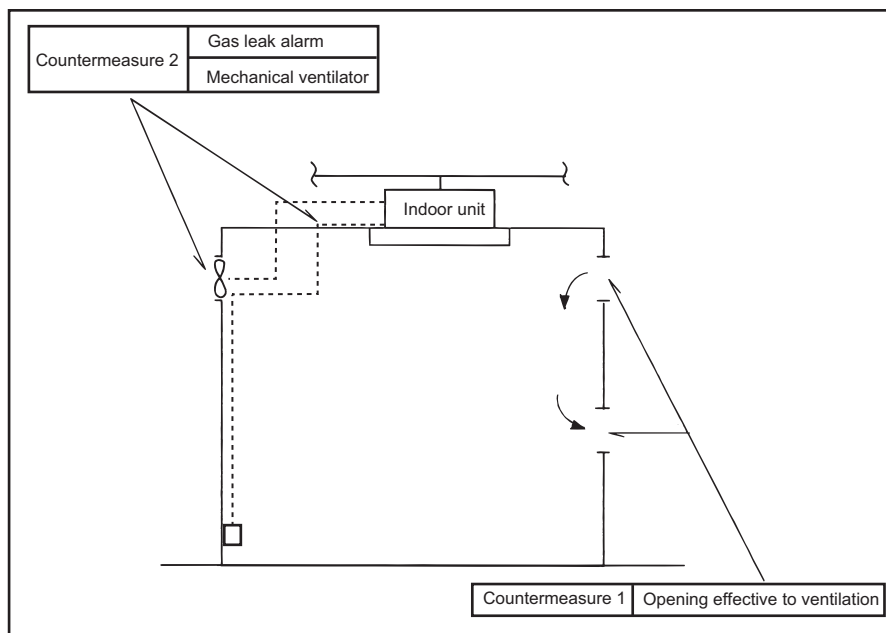 Countermeasure 2
Gas leak alarm
Mechanical ventilator
Indoor unit
Countermeasure 1
Opening effective to ventilation